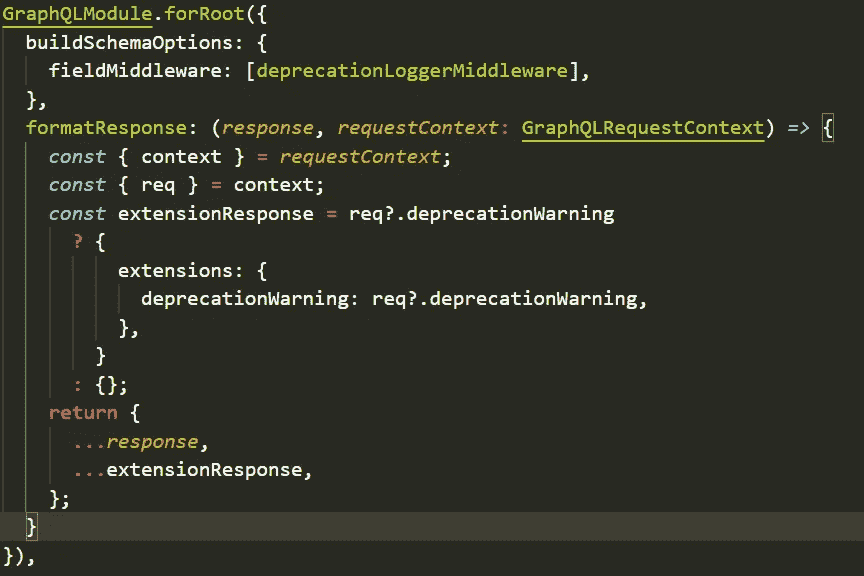 GraphQLModule.forRoot({
  buildSchemaOptions: {
    fieldMiddleware: [deprecationLoggerMiddleware],
  },
  formatResponse: (response, requestContext: GraphQLRequestContext) => {
    const { context } = requestContext;
    const { req } = context;
    const extensionResponse = req?.deprecationWarning
      ? {
          extensions: {
            deprecationWarning: req?.deprecationWarning,
          },
        }
      : {};
    return {
      ...response,
      ...extensionResponse,
    };
  }
}),